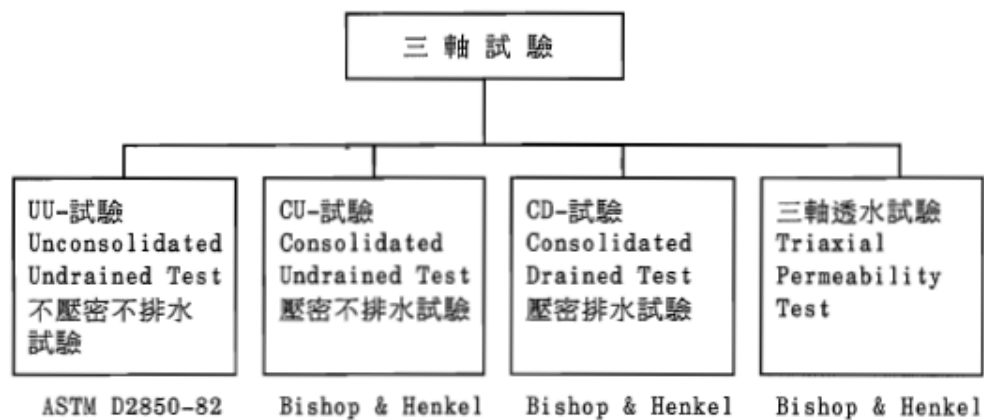 三軸試驗
UU-試驗
Unconsolidated
Undrained Test
不壓密不排水
試驗
CU-試驗
Consolidated
Undrained Test
壓密不排水試驗
CD-試驗
Consolidated
Drained Test
壓密排水試驗
三軸透水試驗
Triaxial
Permeability
Test
ASTM D2850-82
Bishop & Henkel
Bishop & Henkel
Bishop & Henkel